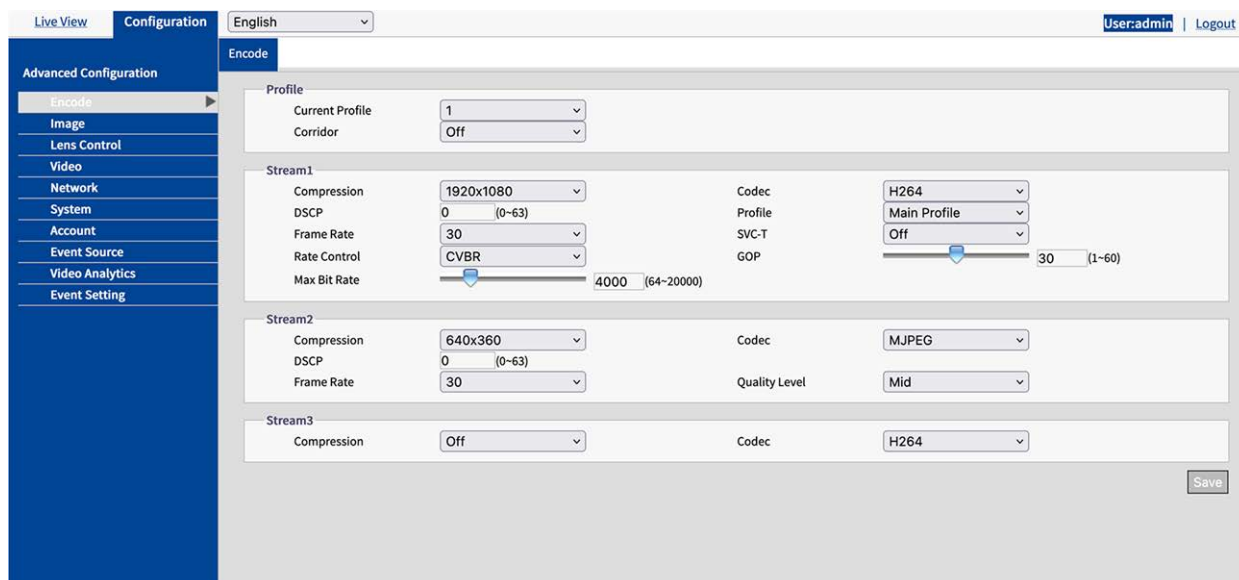 Live View Configuration English User:admin | Logout
Encode
Advanced Configuration
Encode
Image
Lens Control
Video
Network
System
Account
Event Source
Video Analytics
Event Setting
Profile
Current Profile 1
Corridor Off
Stream1
Compression 1920x1080 Codec H264
DSCP 0 (0~63) Profile Main Profile
Frame Rate 30 SVC-T Off
Rate Control CVBR GOP 30 (1~60)
Max Bit Rate 4000 (64~20000)
Stream2
Compression 640x360 Codec MJPEG
DSCP 0 (0~63)
Frame Rate 30 Quality Level Mid
Stream3
Compression Off Codec H264
Save